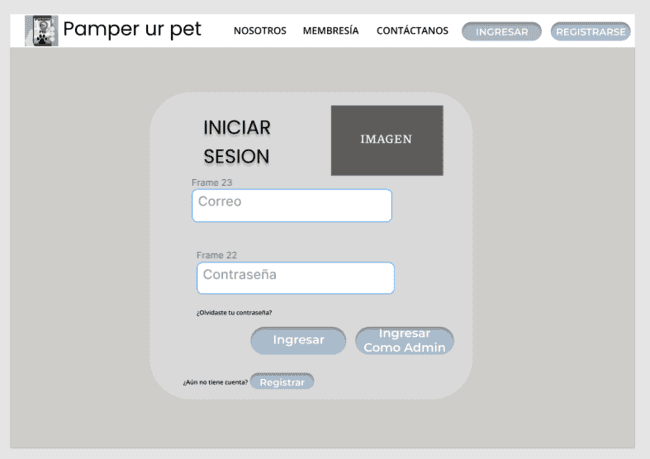 Pamper ur pet
NOSOTROS
MEMBRESÍA
CONTÁCTANOS
INGRESAR
REGISTRARSE
INICIAR
SESION
IMAGEN
Frame 23
Correo
Frame 22
Contraseña
¿Olvidaste tu contraseña?
Ingresar
Ingresar
Como Admin
¿Aún no tiene cuenta?
Registrar